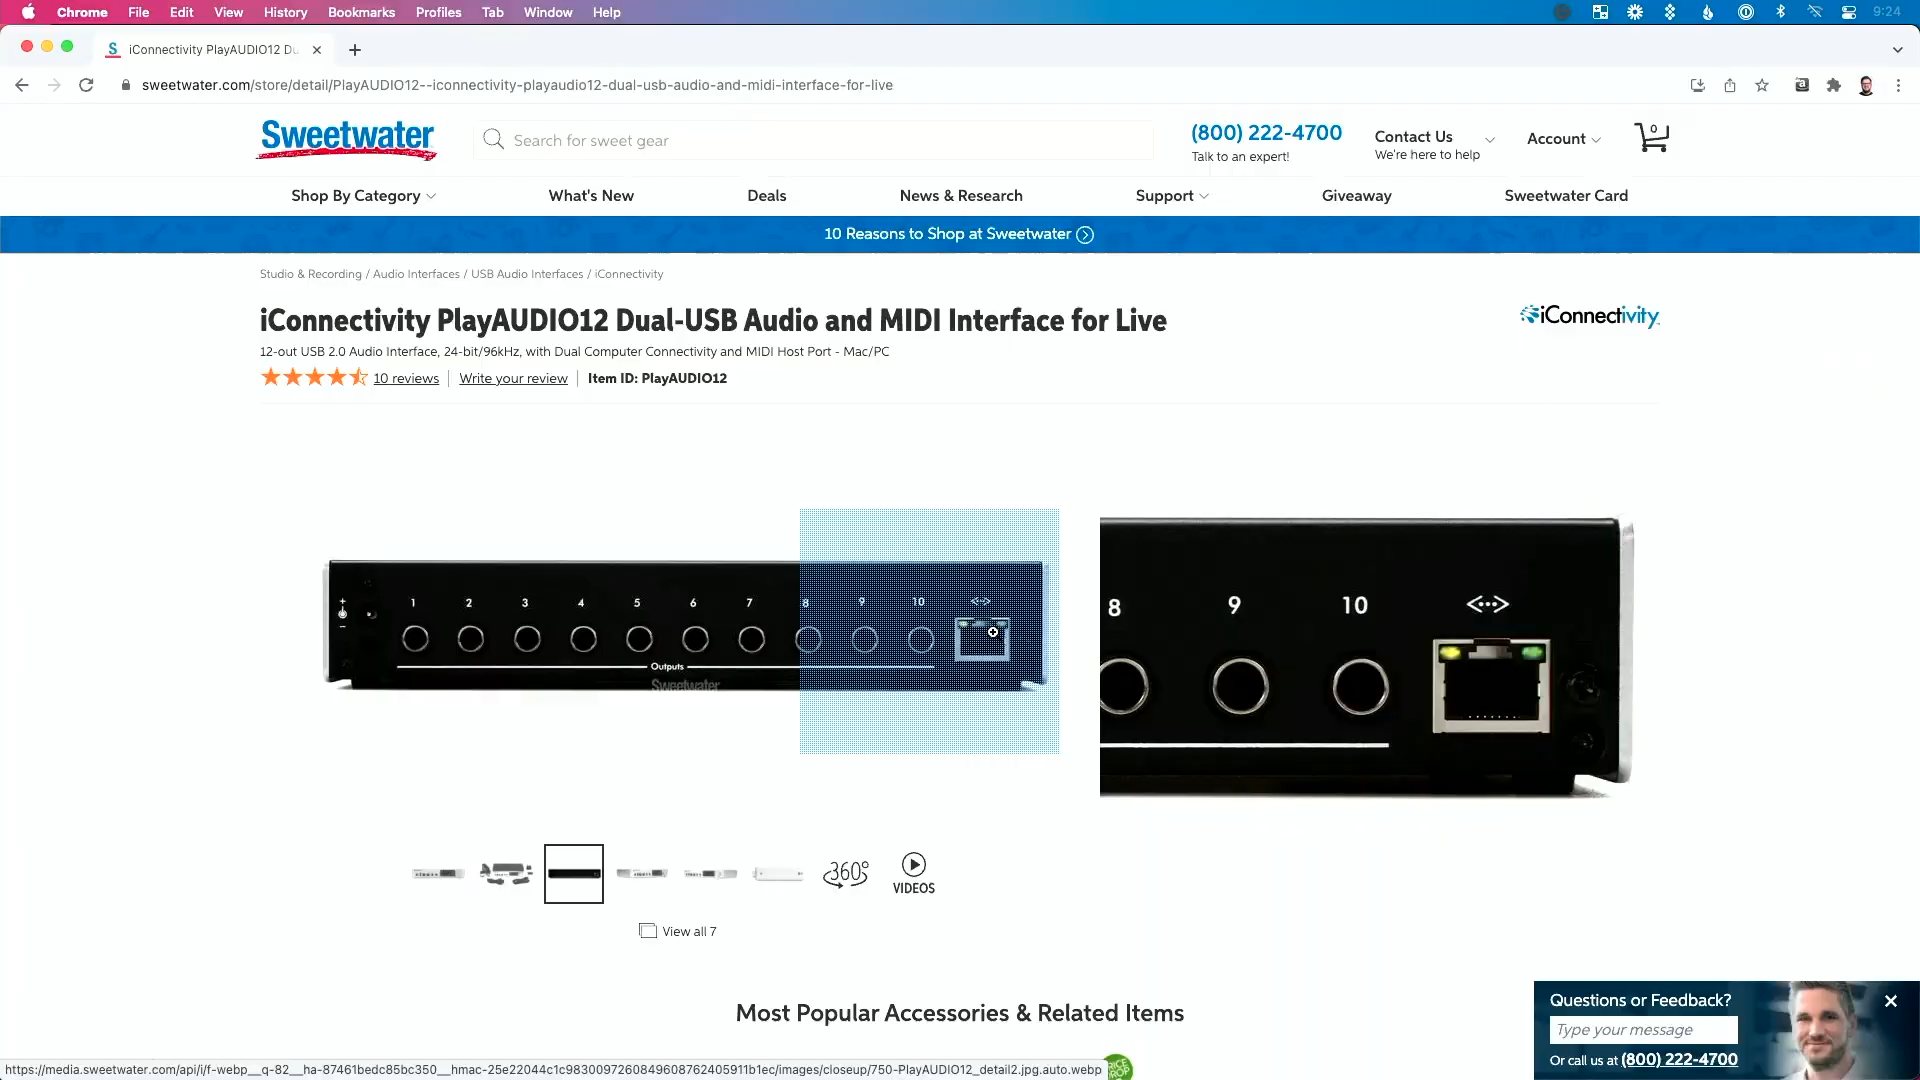 Chrome File Edit View History Bookmarks Profiles Tab Window Help 9:24
S iConnectivity PlayAUDIO12 Du
sweetwater.com/store/detail/PlayAUDIO12--iconnectivity-playaudio12-dual-usb-audio-and-midi-interface-for-live
Sweetwater
Search for sweet gear
(800) 222-4700
Talk to an expert!
Contact Us
We're here to help
Account
0
Shop By Category What's New Deals News & Research Support Giveaway Sweetwater Card
10 Reasons to Shop at Sweetwater
Studio & Recording / Audio Interfaces / USB Audio Interfaces / iConnectivity
iConnectivity PlayAUDIO12 Dual-USB Audio and MIDI Interface for Live
iConnectivity
12-out USB 2.0 Audio Interface, 24-bit/96kHz, with Dual Computer Connectivity and MIDI Host Port - Mac/PC
10 reviews | Write your review | Item ID: PlayAUDIO12
+ - 1 2 3 4 5 6 7 8 9 10 <··>
Outputs
Sweetwater
8 9 10 <···>
360°
VIDEOS
View all 7
Most Popular Accessories & Related Items
Questions or Feedback?
Type your message
Or call us at (800) 222-4700
https://media.sweetwater.com/api/i/f-webp__q-82__ha-87461bedc85bc350__hmac-25e22044c1c98300972608496087624059​11b1ec/images/closeup/750-PlayAUDIO12_detail2.jpg.auto.webp